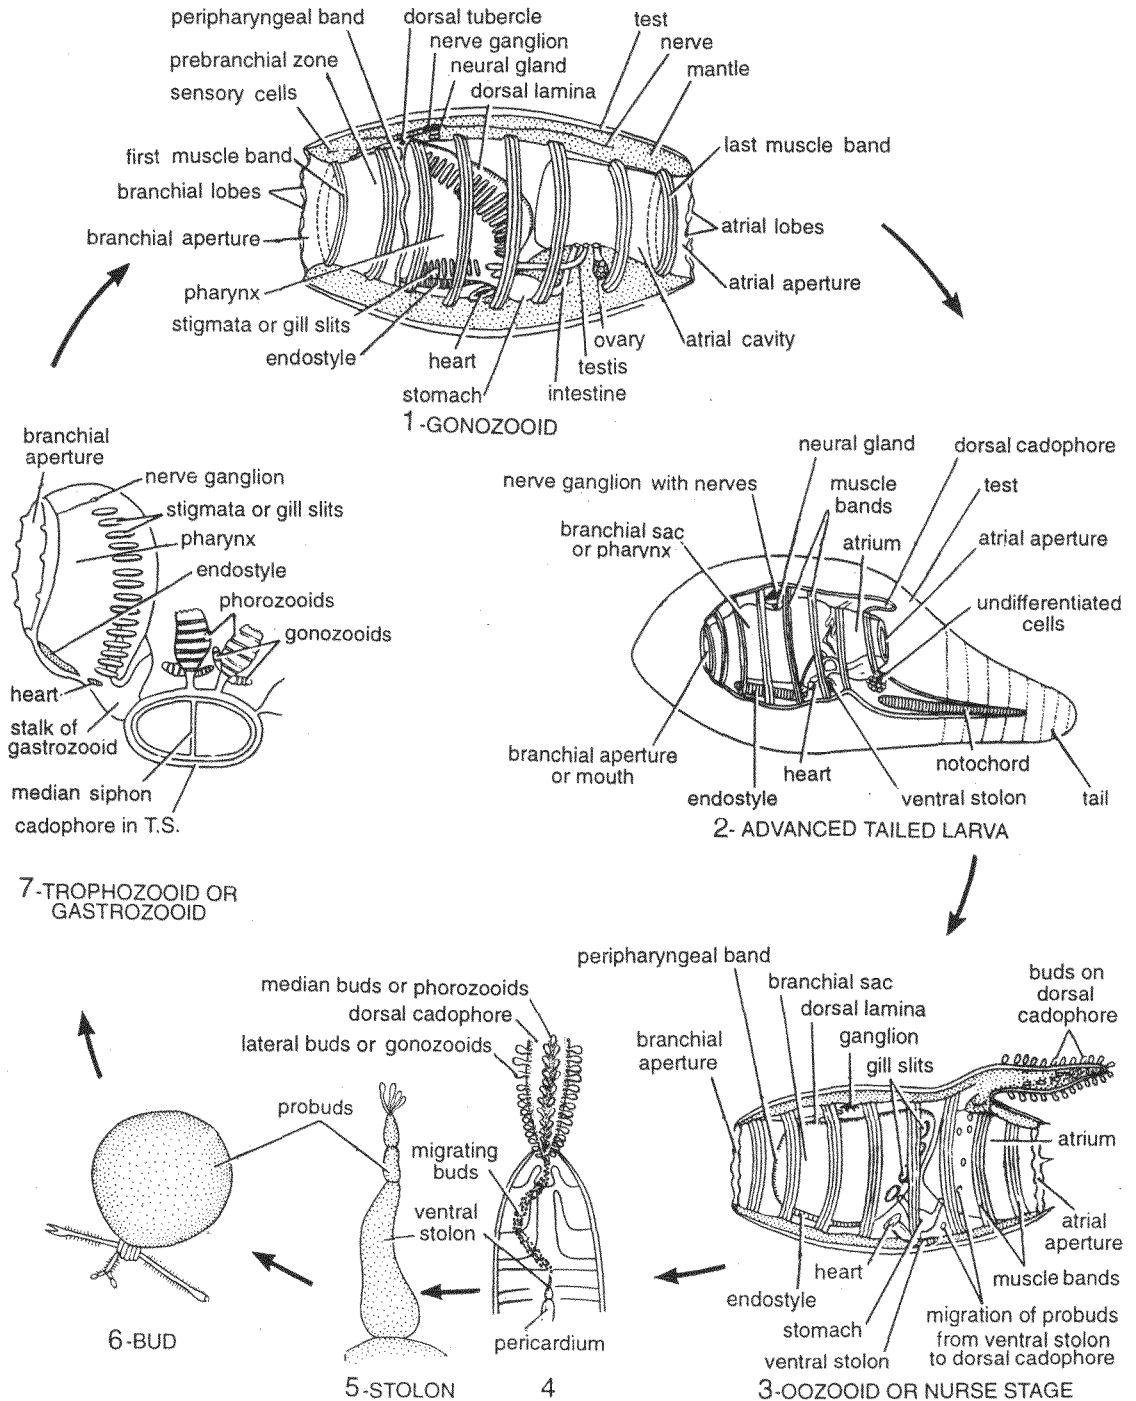 peripharyngeal band
dorsal tubercle
nerve ganglion
neural gland
dorsal lamina
test
nerve
mantle
prebranchial zone
sensory cells
first muscle band
branchial lobes
branchial aperture
last muscle band
atrial lobes
atrial aperture
pharynx
stigmata or gill slits
endostyle
heart
stomach
intestine
testis
ovary
atrial cavity
1-GONOZOOID
branchial
aperture
nerve ganglion
stigmata or gill slits
pharynx
endostyle
phorozooids
gonozooids
heart
stalk of
gastrozooid
median siphon
cadophore in T.S.
7-TROPHOZOOID OR
GASTROZOOID
neural gland
dorsal cadophore
nerve ganglion with nerves
muscle
bands
test
branchial sac
or pharynx
atrium
atrial aperture
undifferentiated
cells
branchial aperture
or mouth
endostyle
heart
notochord
ventral stolon
tail
2- ADVANCED TAILED LARVA
peripharyngeal band
branchial sac
dorsal lamina
ganglion
gill slits
buds on
dorsal
cadophore
branchial
aperture
atrium
atrial
aperture
muscle bands
heart
endostyle
stomach
ventral stolon
migration of probuds
from ventral stolon
to dorsal cadophore
3-OOZOOID OR NURSE STAGE
median buds or phorozooids
dorsal cadophore
lateral buds or gonozooids
probuds
migrating
buds
ventral
stolon
pericardium
4
5-STOLON
6-BUD